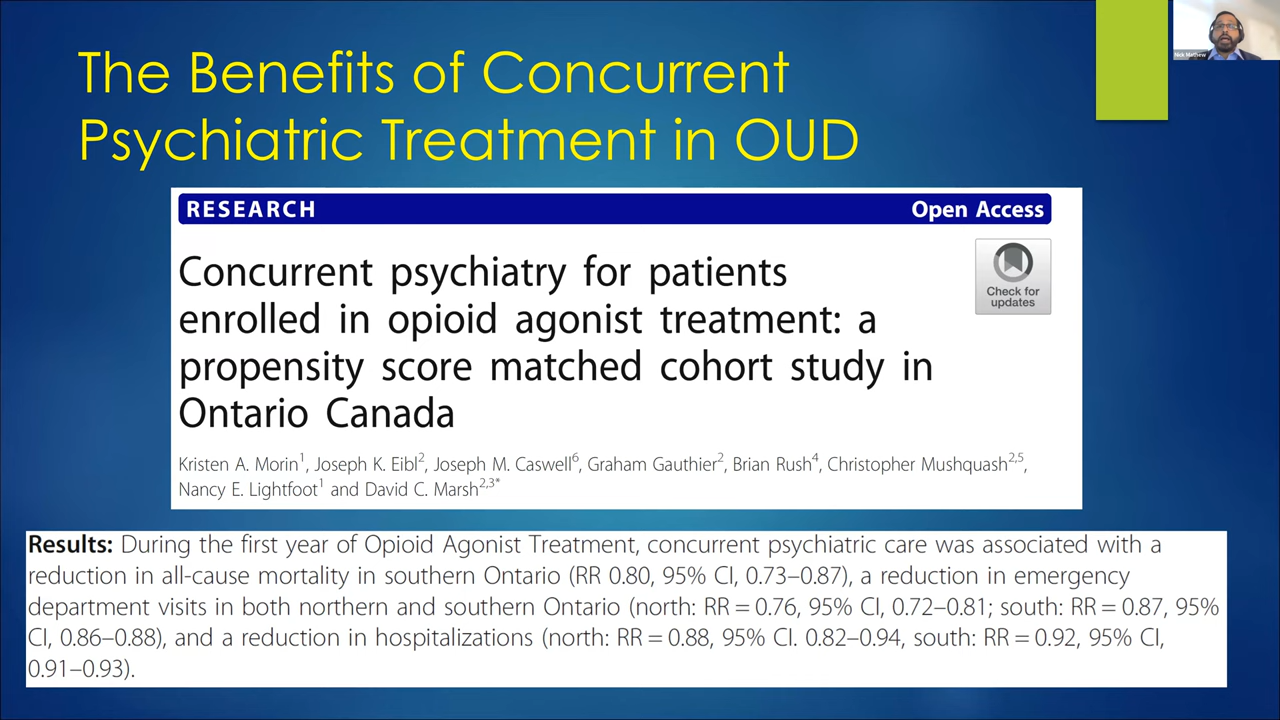 The Benefits of Concurrent
Psychiatric Treatment in OUD
Nick Mathew
RESEARCH
Open Access
Concurrent psychiatry for patients
enrolled in opioid agonist treatment: a
propensity score matched cohort study in
Ontario Canada
Check for
updates
Kristen A. Morin1, Joseph K. Eibl2, Joseph M. Caswell6, Graham Gauthier2, Brian Rush4, Christopher Mushquash2,5,
Nancy E. Lightfoot1 and David C. Marsh2,3*
Results: During the first year of Opioid Agonist Treatment, concurrent psychiatric care was associated with a
reduction in all-cause mortality in southern Ontario (RR 0.80, 95% CI, 0.73–0.87), a reduction in emergency
department visits in both northern and southern Ontario (north: RR = 0.76, 95% CI, 0.72–0.81; south: RR = 0.87, 95%
CI, 0.86–0.88), and a reduction in hospitalizations (north: RR = 0.88, 95% CI. 0.82–0.94, south: RR = 0.92, 95% CI,
0.91–0.93).